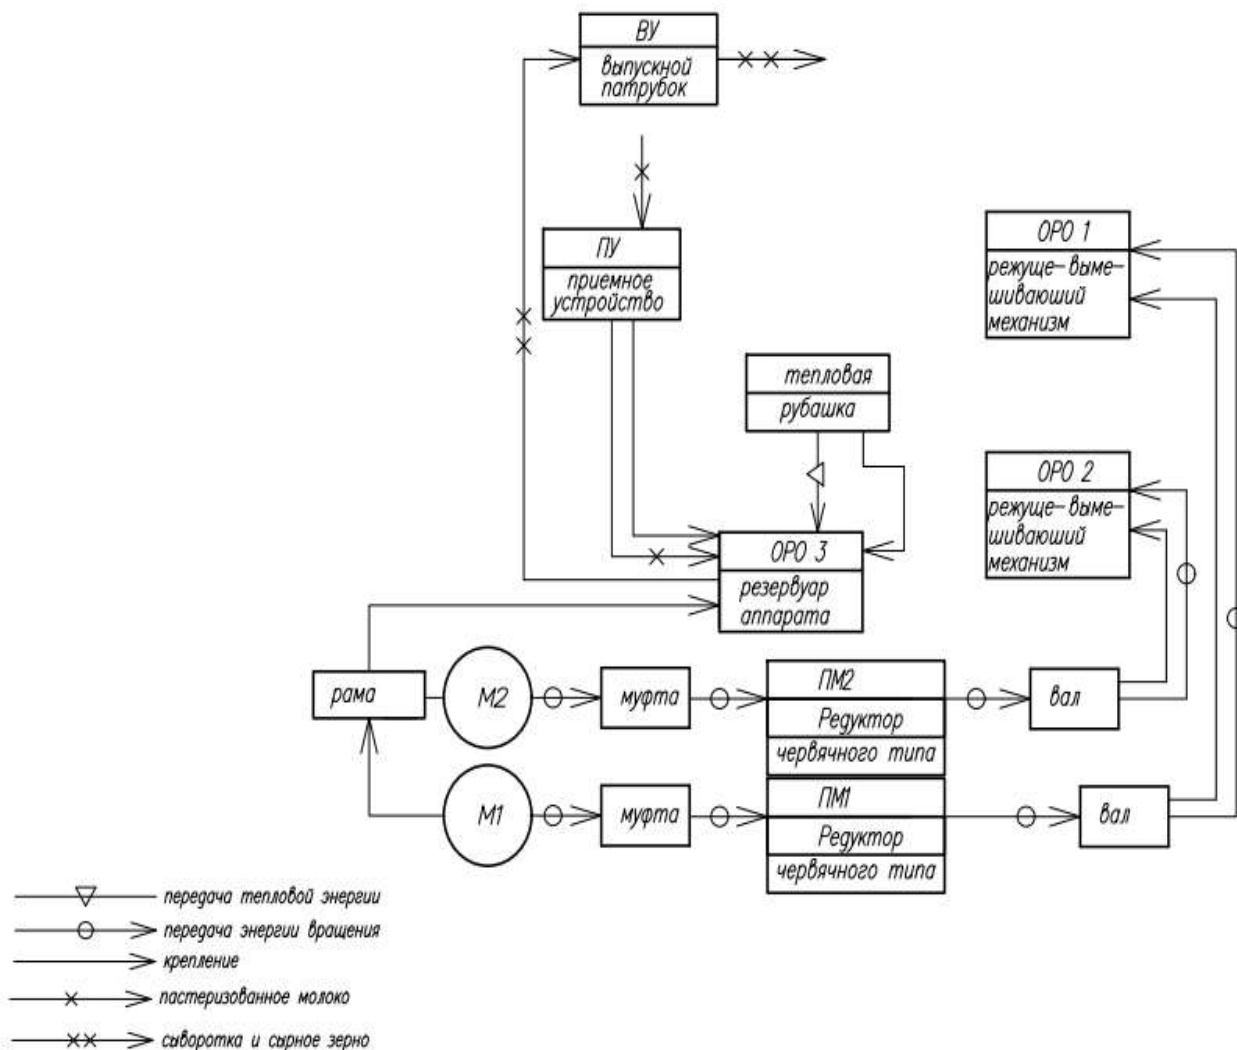 ВУ
выпускной
патрубок
ПУ
приемное
устройство
ОРО 1
режуще-выме-
шиваюший
механизм
тепловая
рубашка
ОРО 2
режуще-выме-
шиваюший
механизм
ОРО 3
резервуар
аппарата
рама
М2
муфта
ПМ2
Редуктор
червячного типа
вал
М1
муфта
ПМ1
Редуктор
червячного типа
вал
передача тепловой энергии
передача энергии вращения
крепление
пастеризованное молоко
сыворотка и сырное зерно